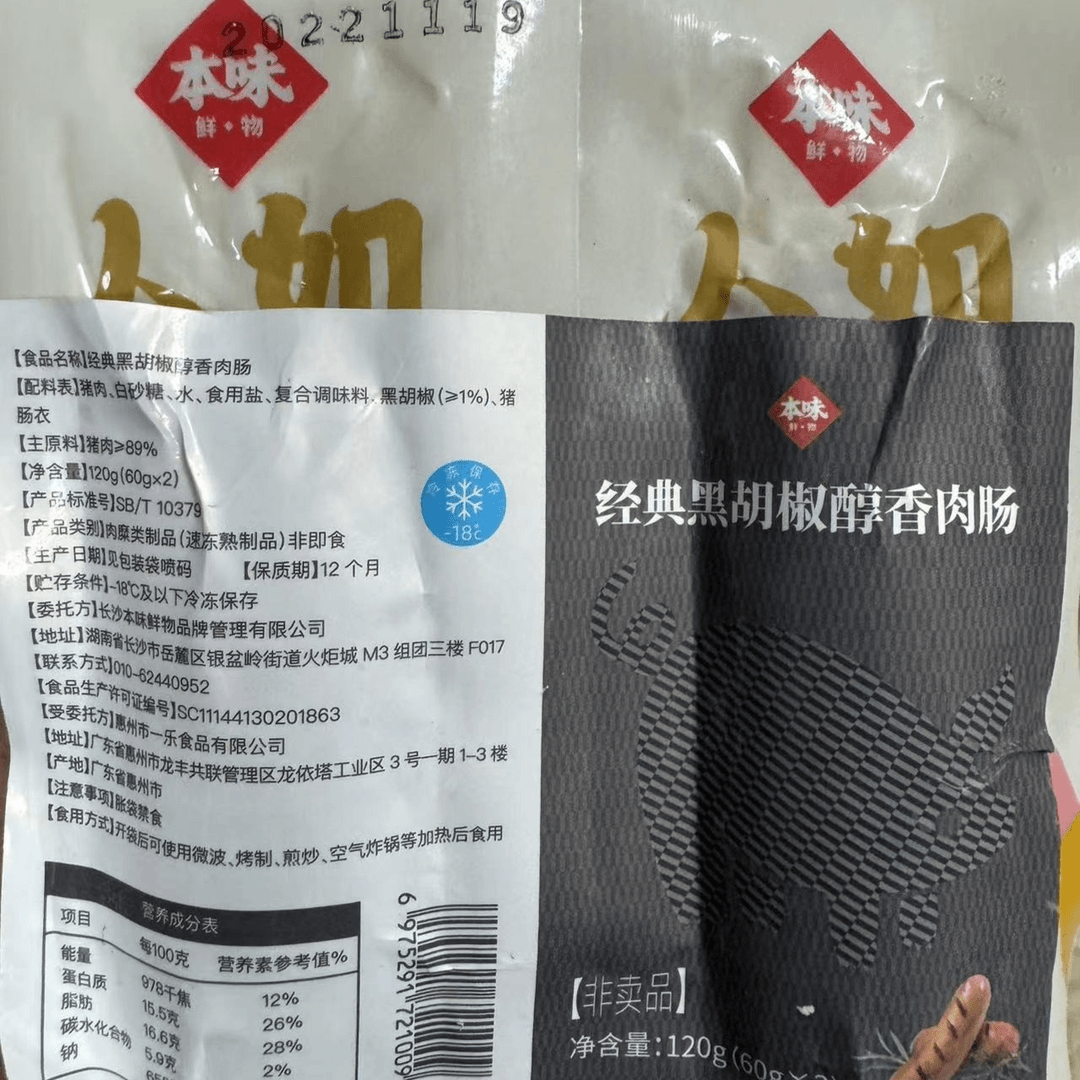 20221119
本味
鲜·物
本味
鲜·物
如
如
【食品名称】经典黑胡椒醇香肉肠
【配料表】猪肉、白砂糖、水、食用盐、复合调味料、黑胡椒(≥1%)、猪
肠衣
【主原料】猪肉≥89%
【净含量】120g(60g×2)
【产品标准号】SB/T 10379
【产品类别】肉糜类制品(速冻熟制品)非即食
【生产日期】见包装袋喷码 【保质期】12个月
【贮存条件】-18℃及以下冷冻保存
【委托方】长沙本味鲜物品牌管理有限公司
【地址】湖南省长沙市岳麓区银盆岭街道火炬城 M3 组团三楼 F017
【联系方式】010-62440952
【食品生产许可证编号】SC11144130201863
【受委托方】惠州市一乐食品有限公司
【地址】广东省惠州市龙丰共联管理区龙依塔工业区 3 号一期 1-3 楼
【产地】广东省惠州市
【注意事项】胀袋禁食
【食用方式】开袋后可使用微波、烤制、煎炒、空气炸锅等加热后食用
冷冻保存
-18℃
营养成分表
项目 每100克 营养素参考值%
能量 978千焦 12%
蛋白质 15.5克 26%
脂肪 16.6克 28%
碳水化合物 5.9克 2%
钠
6 975291 721009
本味
鲜·物
经典黑胡椒醇香肉肠
【非卖品】
净含量:120g(60g×2)